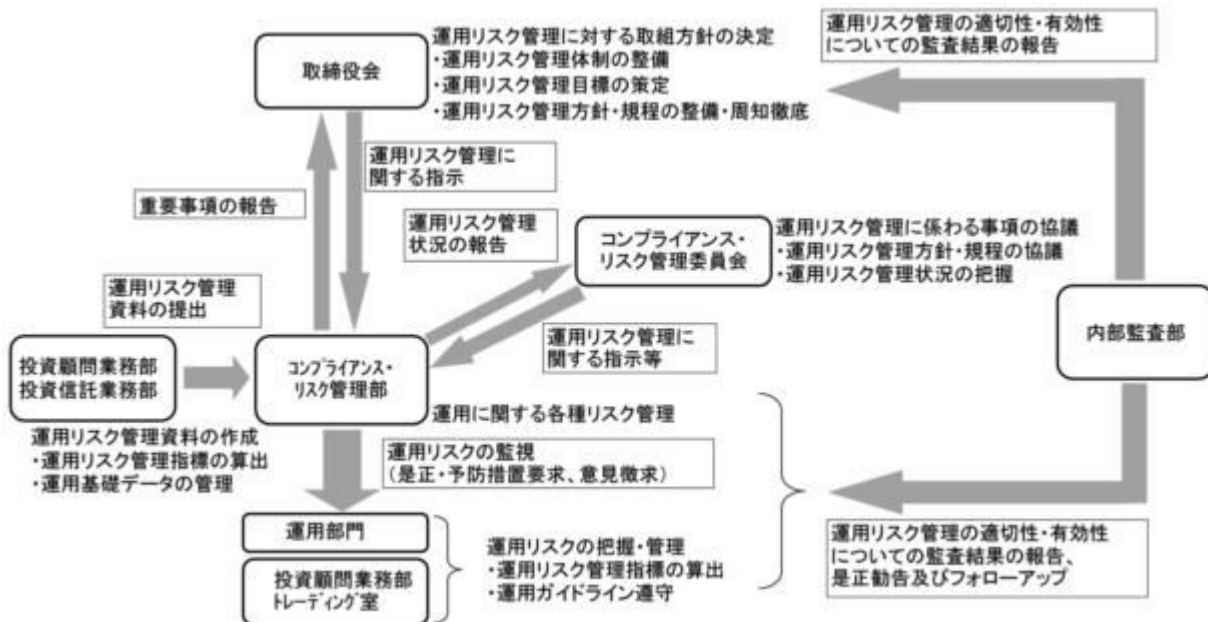 運用リスク管理に対する取組方針の決定
・運用リスク管理体制の整備
・運用リスク管理目標の策定
・運用リスク管理方針・規程の整備・周知徹底
取締役会
運用リスク管理の適切性・有効性
についての監査結果の報告
運用リスク管理に
関する指示
重要事項の報告
運用リスク管理
状況の報告
コンプライアンス・
リスク管理委員会
運用リスク管理に係わる事項の協議
・運用リスク管理方針・規程の協議
・運用リスク管理状況の把握
運用リスク管理
資料の提出
運用リスク管理に
関する指示等
内部監査部
投資顧問業務部
投資信託業務部
コンプライアンス・
リスク管理部
運用に関する各種リスク管理
運用リスク管理資料の作成
・運用リスク管理指標の算出
・運用基礎データの管理
運用リスクの監視
(是正・予防措置要求、意見徴求)
運用部門
投資顧問業務部
トレーディング室
運用リスクの把握・管理
・運用リスク管理指標の算出
・運用ガイドライン遵守
運用リスク管理の適切性・有効性
についての監査結果の報告、
是正勧告及びフォローアップ